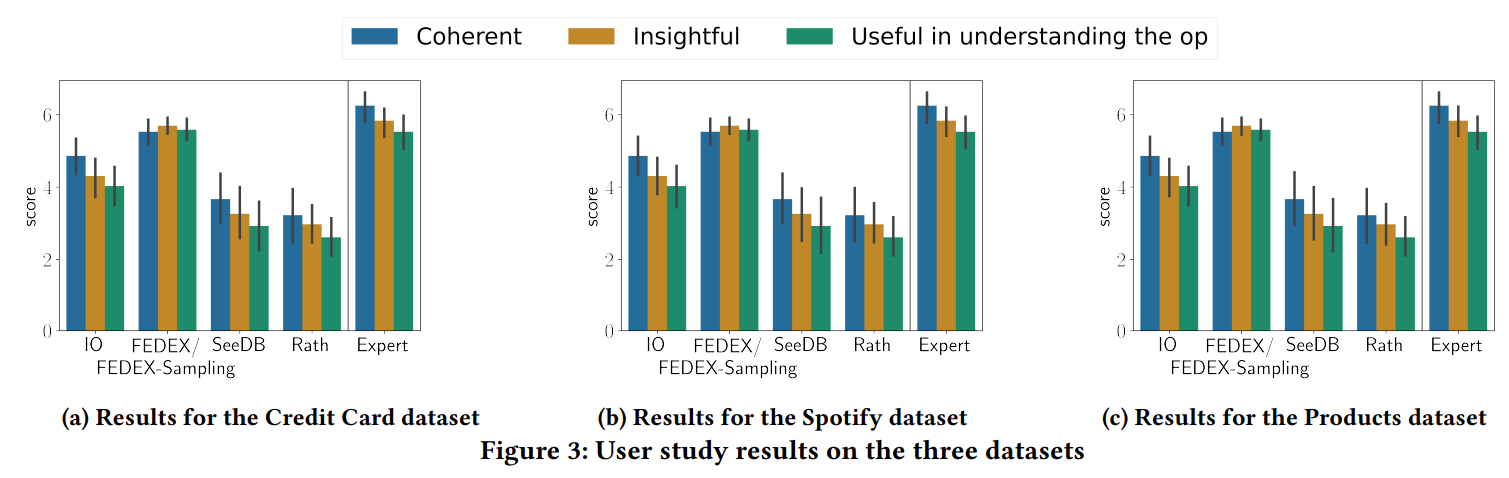 Coherent Insightful Useful in understanding the op
6
4
2
0
score
IO FEDEX/ SeeDB Rath Expert
FEDEX-Sampling
(a) Results for the Credit Card dataset
6
4
2
0
score
IO FEDEX/ SeeDB Rath Expert
FEDEX-Sampling
(b) Results for the Spotify dataset
6
4
2
0
score
IO FEDEX/ SeeDB Rath Expert
FEDEX-Sampling
(c) Results for the Products dataset
Figure 3: User study results on the three datasets